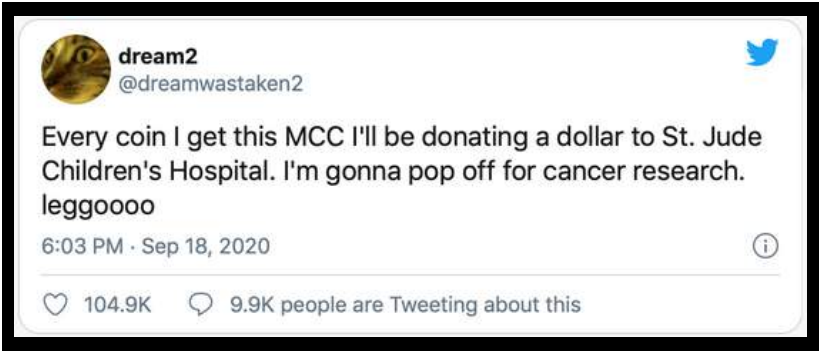 dream2
@dreamwastaken2
Every coin I get this MCC I'll be donating a dollar to St. Jude
Children's Hospital. I'm gonna pop off for cancer research.
leggoooo
6:03 PM · Sep 18, 2020
104.9K 9.9K people are Tweeting about this